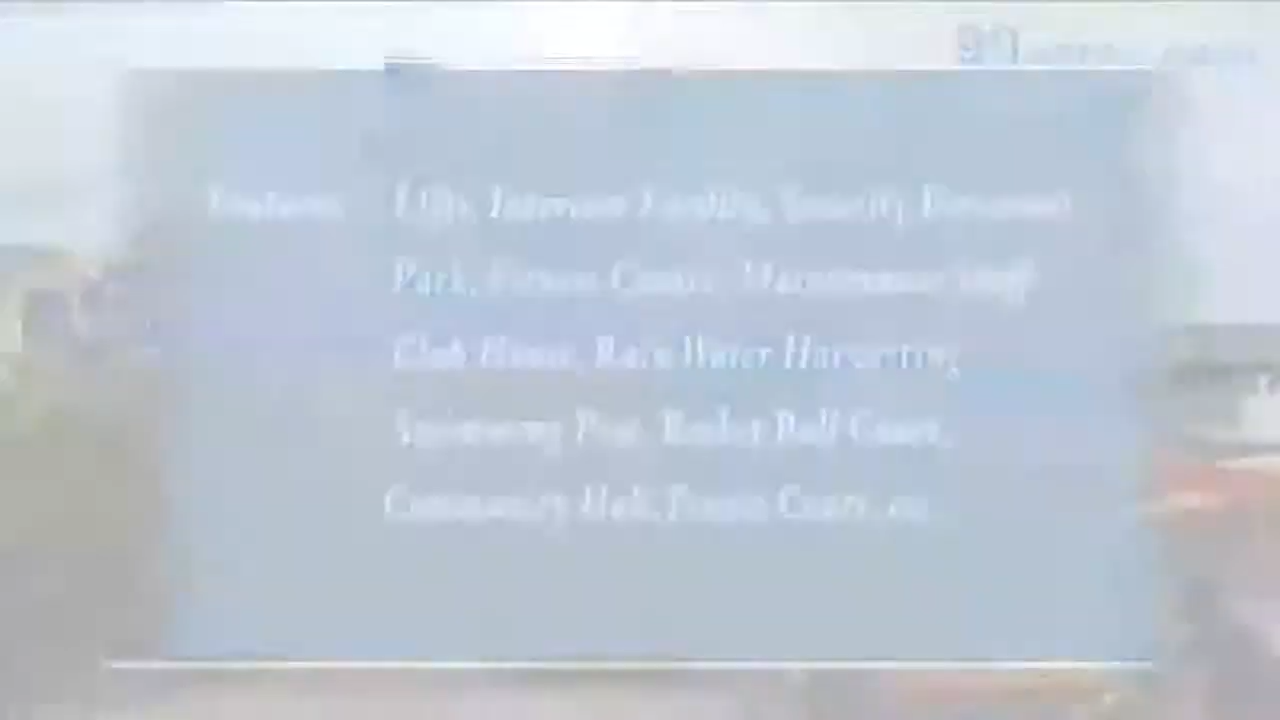 Features Lifts, Intercom Facility, Security Personnel
Park, Fitness Centre, Maintenance Staff
Club House, Rain Water Harvesting
Swimming Pool, Basket Ball Court,
Community Hall, Tennis Court, etc